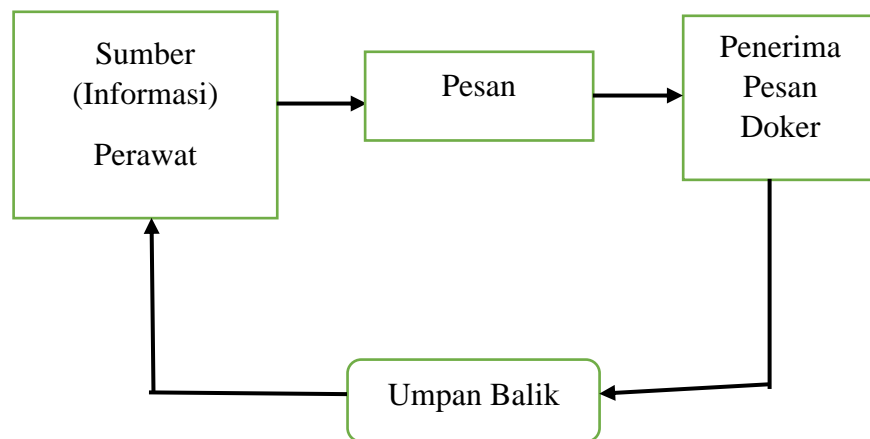 Sumber
(Informasi)
Perawat
Pesan
Penerima
Pesan
Doker
Umpan Balik